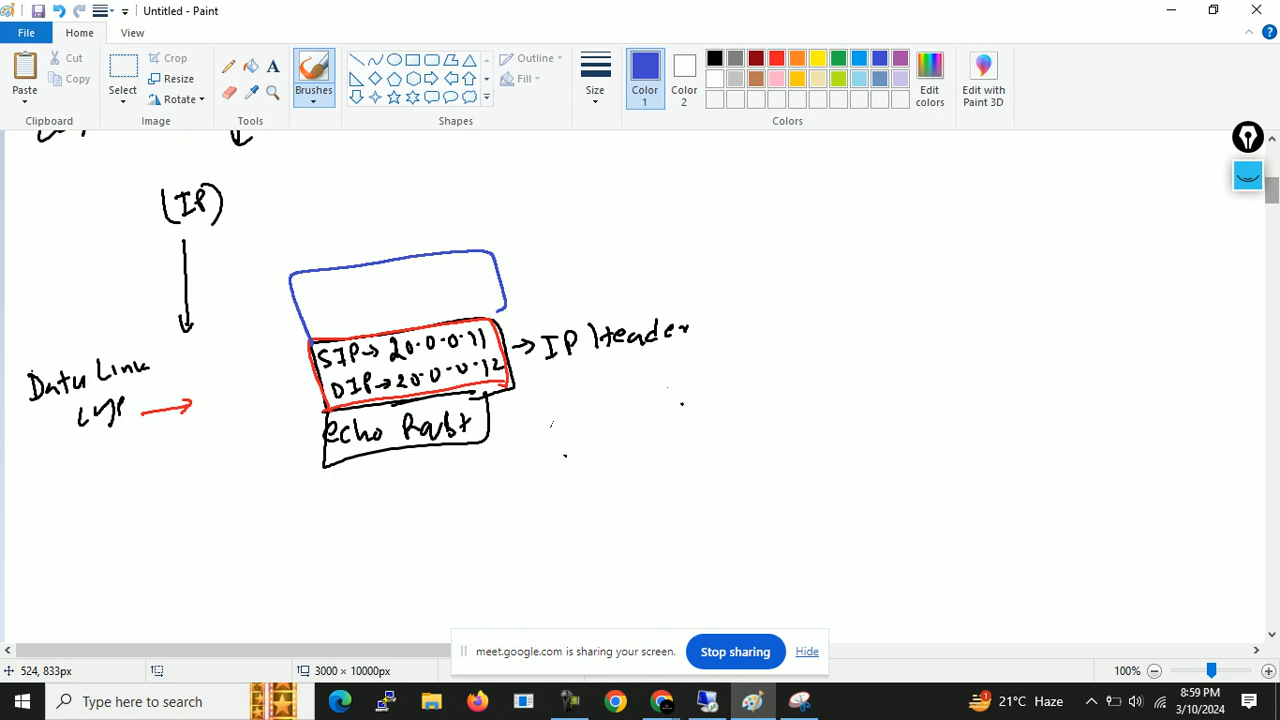 Untitled - Paint
File
Home
View
Paste
Cut
Copy
Clipboard
Select
Crop
Resize
Rotate
Image
Tools
Brushes
Shapes
Outline
Fill
Size
Color 1
Color 2
Colors
Edit colors
Edit with Paint 3D
(IP)
SIP→ 20.0.0.11
DIP→20.0.0.12
→ IP Header
Data Link
echo
meet.google.com is sharing your screen.
Stop sharing
Hide
524, 833px
3000 × 10000px
100%
Type here to search
21°C Haze
8:59 PM
3/10/2024